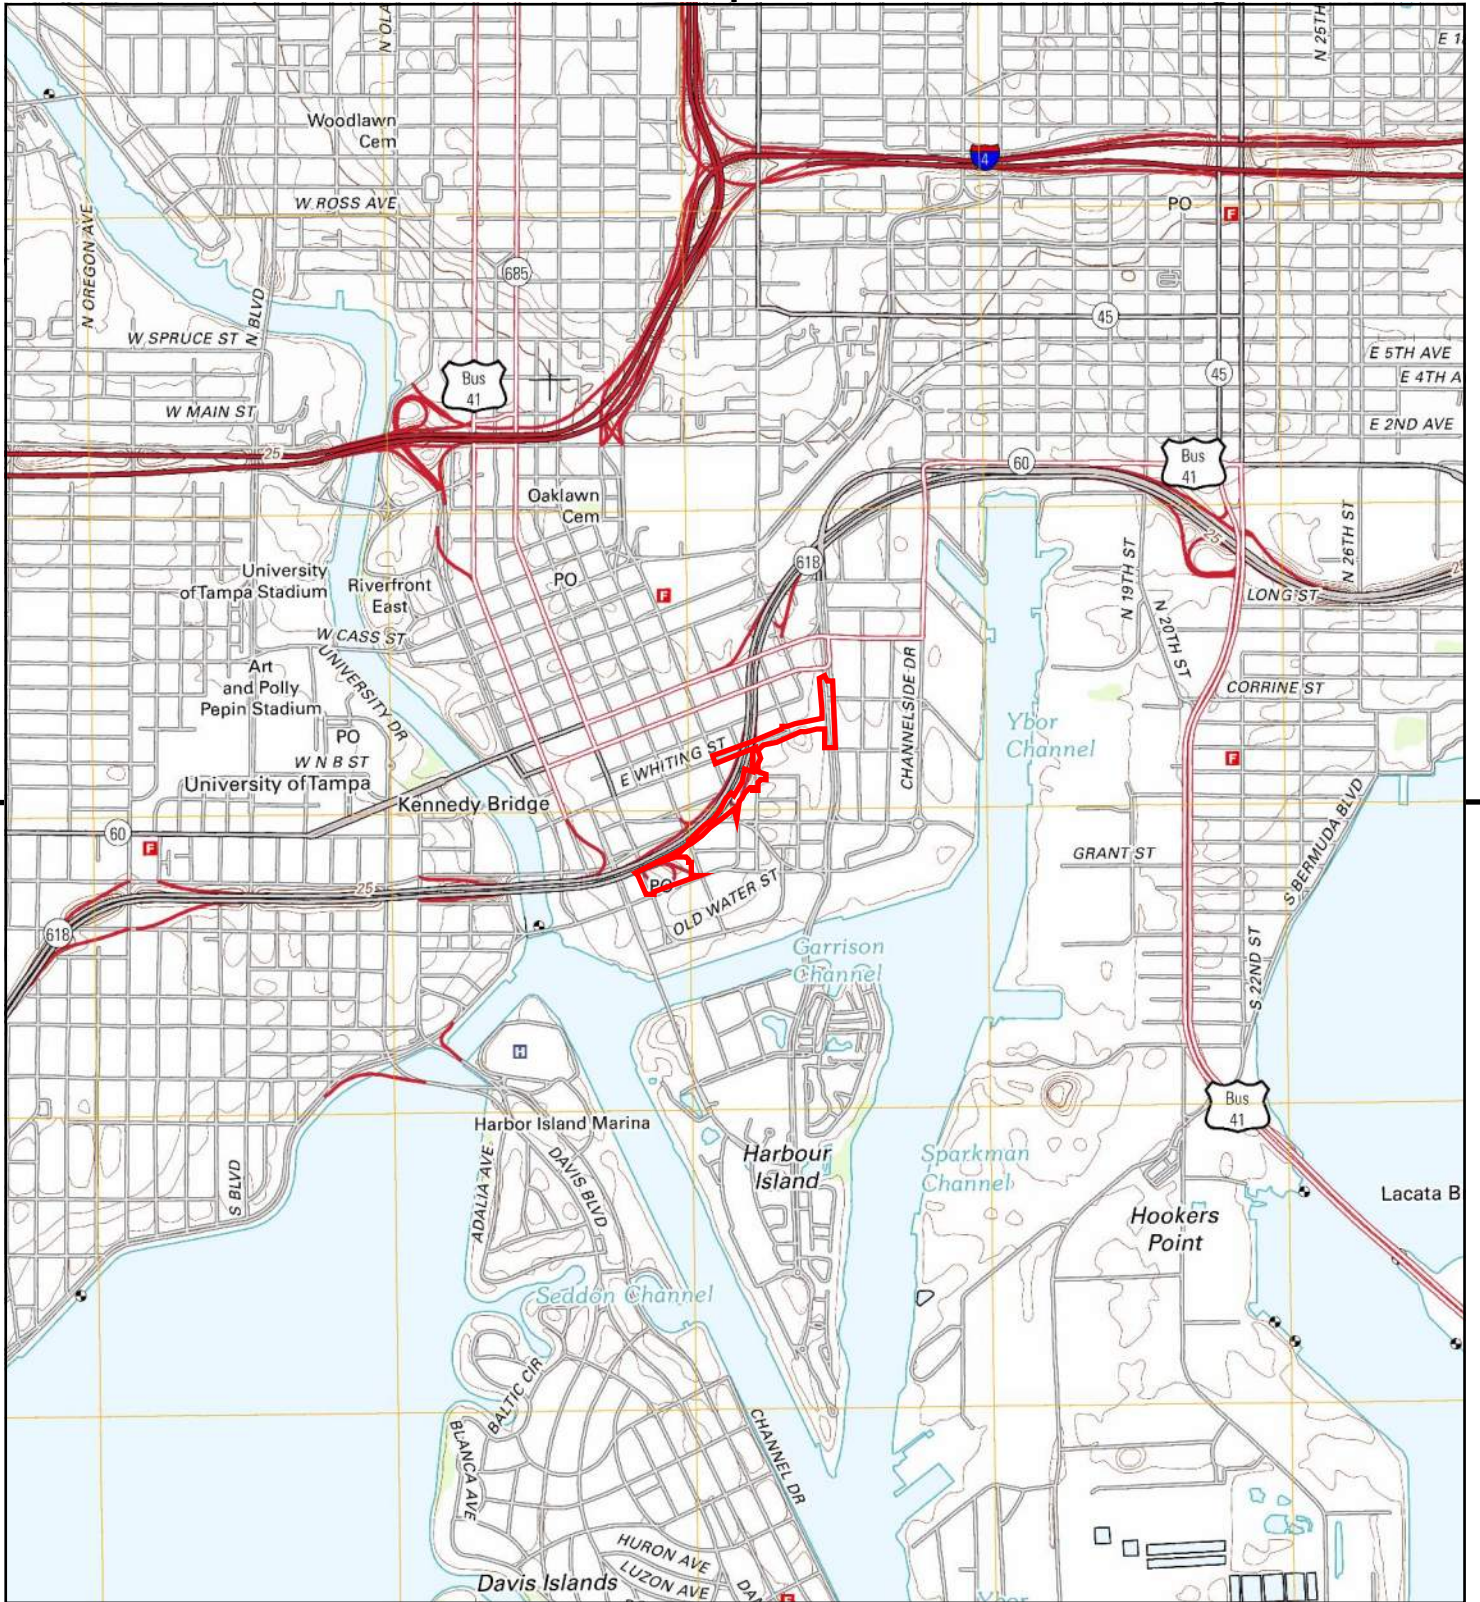 N OLA
N 25TH
E 1
Woodlawn
Cem
4
W ROSS AVE
PO
F
N OREGON AVE
685
N BLVD
45
W SPRUCE ST
E 5TH AVE
Bus
41
45
E 4TH A
W MAIN ST
E 2ND AVE
25
60
Bus
41
Oaklawn
Cem
25
N 26TH ST
618
University
of Tampa Stadium
Riverfront
East
PO
F
N 19TH ST
LONG ST
25
W CASS ST
N 20TH ST
UNIVERSITY DR
Art
and Polly
Pepin Stadium
CHANNELSIDE DR
CORRINE ST
Ybor
Channel
PO
E WHITING ST
W N B ST
F
University of Tampa
Kennedy Bridge
60
F
GRANT ST
S BERMUDA BLVD
25
PO
OLD WATER ST
618
Garrison
Channel
S 22ND ST
H
Bus
41
Harbor Island Marina
Harbour
Island
Sparkman
Channel
ADALIA AVE
DAVIS BLVD
S BLVD
Lacata B
Hookers
Point
Seddon Channel
BALTIC CIR
BLANCA AVE
CHANNEL DR
HURON AVE
LUZON AVE
Davis Islands
DAN
F
Ybor